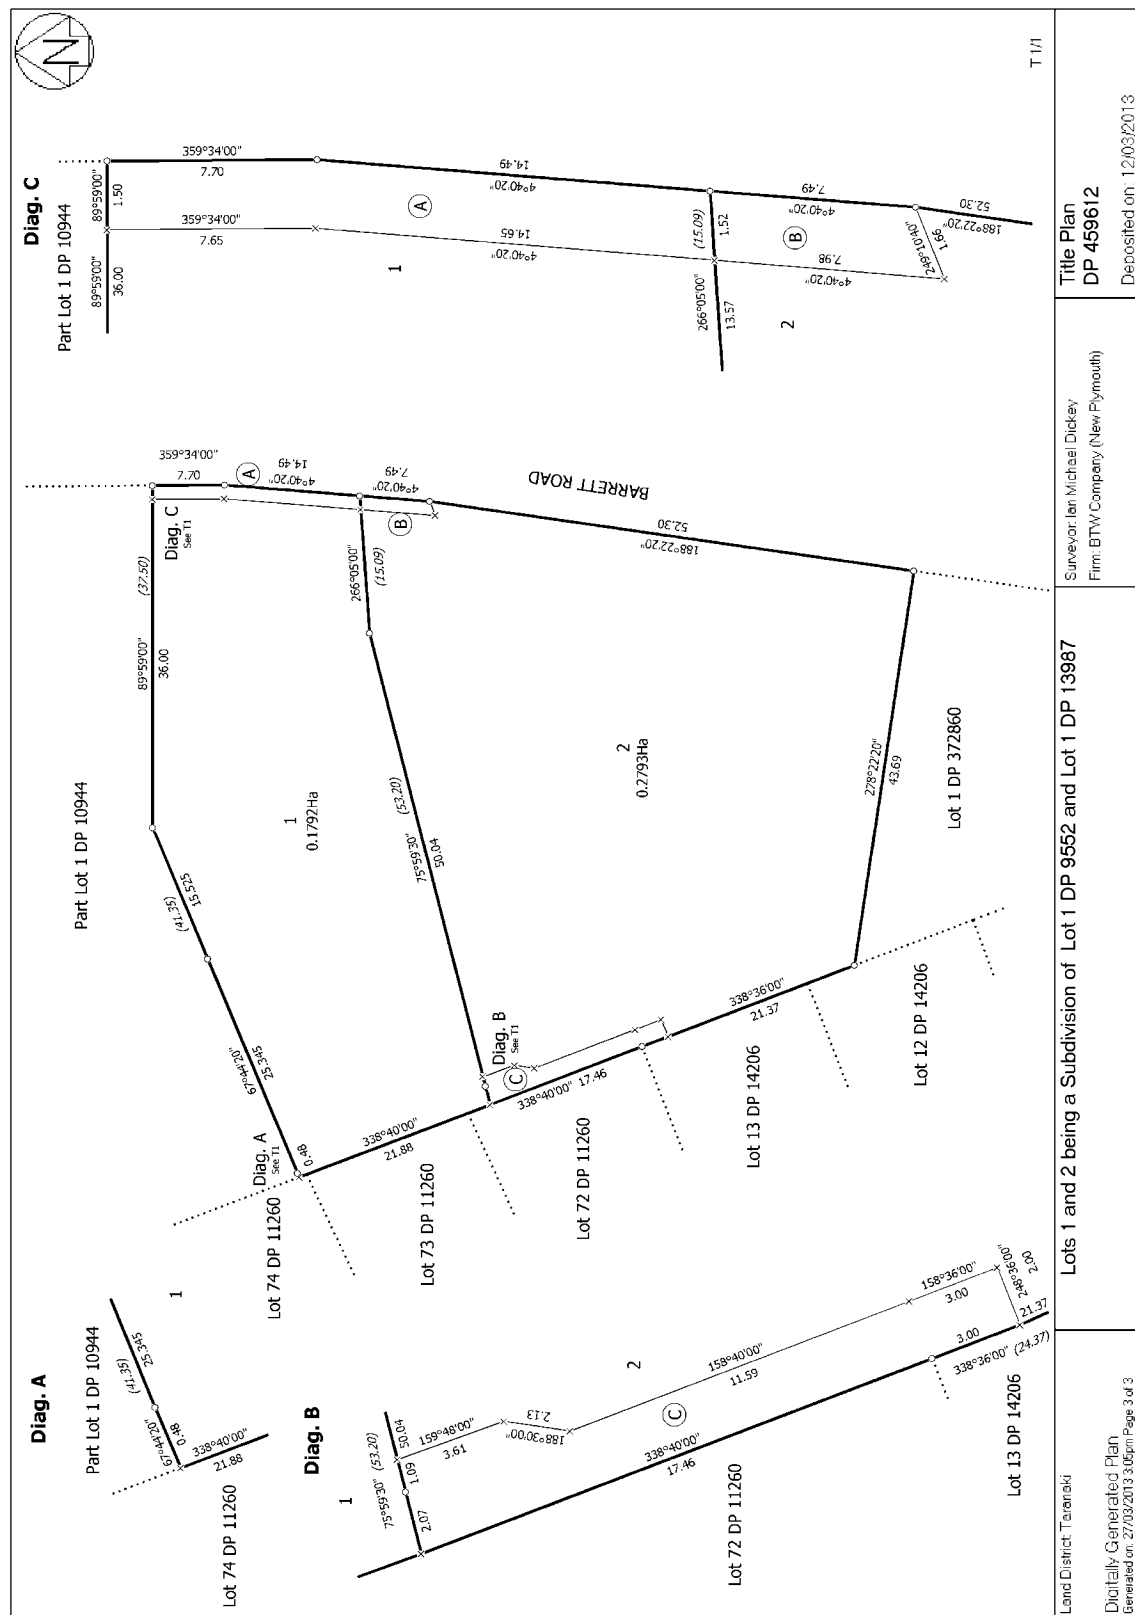 N
T 1/1
Diag. A
Part Lot 1 DP 10944
1
(41.35)
25.345
67°44'20"
0.48
338°40'00"
21.88
Lot 74 DP 11260
Diag. B
1
75°59'30" (53.20)
50.04
1.09
2.07
159°48'00"
3.61
2.13
188°30'00"
2
158°40'00"
11.59
C
338°40'00"
17.46
158°36'00"
3.00
248°36'00"
2.00
3.00
21.37
338°36'00" (24.37)
Lot 72 DP 11260
Lot 13 DP 14206
Part Lot 1 DP 10944
89°59'00" (37.50)
36.00
Diag. C
See T1
359°34'00"
7.70
A
14.49
4°40'20"
7.49
4°40'20"
B
266°05'00"
(15.09)
BARRETT ROAD
52.30
188°22'20"
(41.35)
15.525
67°44'20"
25.345
Diag. A
See T1
0.48
1
0.1792Ha
75°59'30" (53.20)
50.04
Diag. B
See T1
C
338°40'00"
21.88
338°40'00" 17.46
338°36'00"
21.37
2
0.2793Ha
278°22'20"
43.69
Lot 74 DP 11260
Lot 73 DP 11260
Lot 72 DP 11260
Lot 13 DP 14206
Lot 12 DP 14206
Lot 1 DP 372860
Diag. C
Part Lot 1 DP 10944
89°59'00"
36.00
89°59'00"
1.50
359°34'00"
7.65
359°34'00"
7.70
A
1
14.65
4°40'20"
14.49
4°40'20"
266°05'00"
13.57
(15.09)
1.52
B
2
7.98
4°40'20"
7.49
4°40'20"
249°10'40"
1.66
52.30
188°22'20"
Land District: Taranaki
Digitally Generated Plan
Generated on: 27/03/2013 3:05pm Page 3 of 3
Lots 1 and 2 being a Subdivision of Lot 1 DP 9552 and Lot 1 DP 13987
Surveyor: Ian Michael Dickey
Firm: BTW Company (New Plymouth)
Title Plan
DP 459612
Deposited on: 12/03/2013